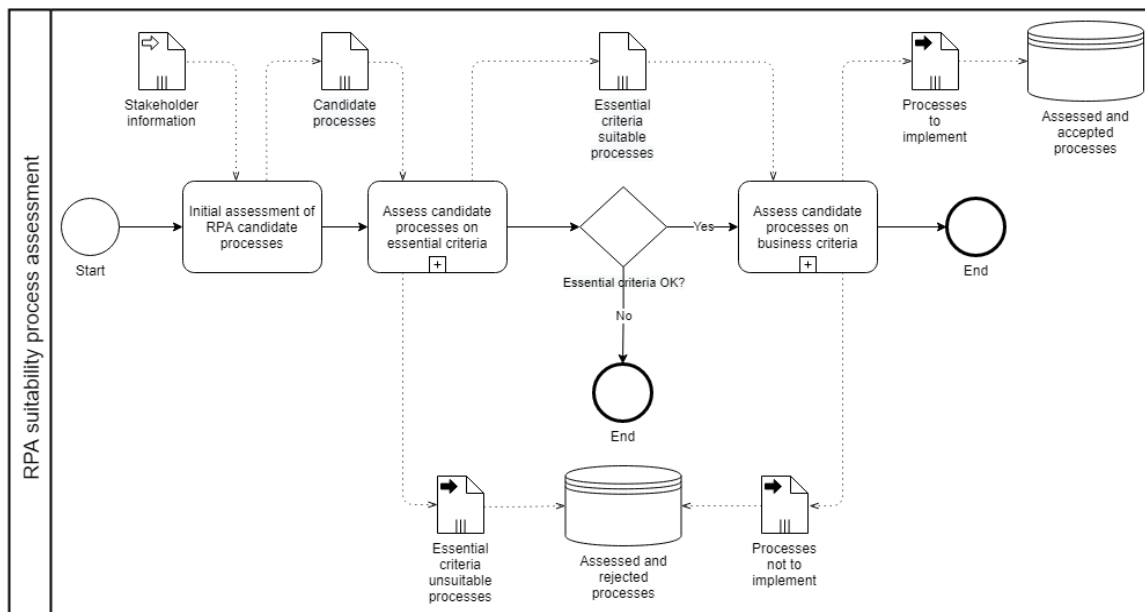 RPA suitability process assessment
Stakeholder
information
Candidate
processes
Essential
criteria
suitable
processes
Processes
to
implement
Assessed and
accepted
processes
Start
Initial assessment of
RPA candidate
processes
Assess candidate
processes on
essential criteria
Essential criteria OK?
Yes
No
Assess candidate
processes on
business criteria
End
End
Essential
criteria
unsuitable
processes
Assessed and
rejected
processes
Processes
not to
implement